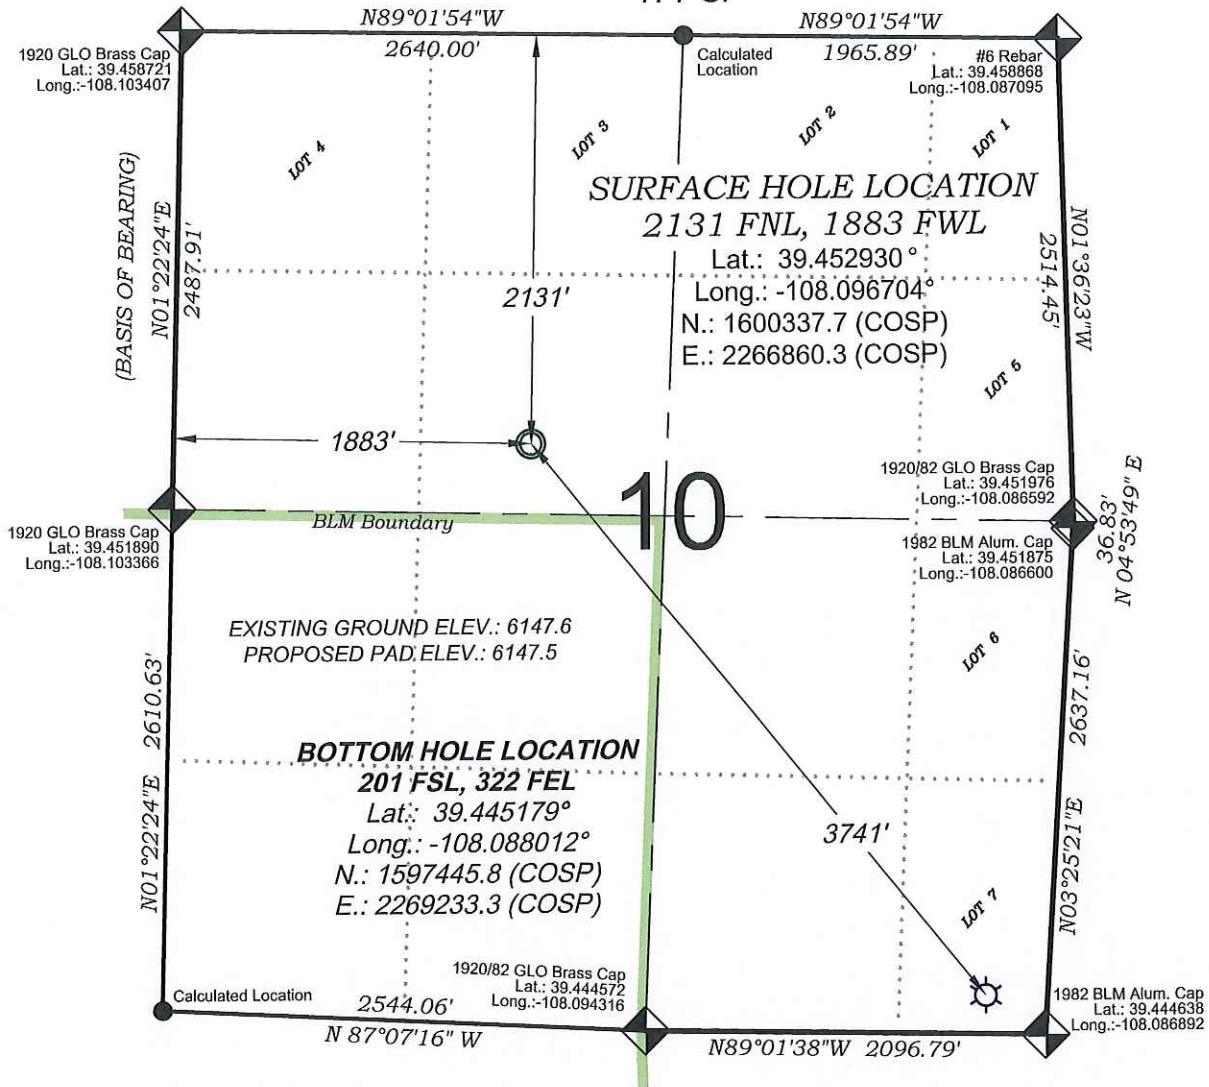 N89°01'54"W
2640.00'
N89°01'54"W
1965.89'
1920 GLO Brass Cap
Lat.: 39.458721
Long.:-108.103407
Calculated
Location
#6 Rebar
Lat.: 39.458868
Long.:-108.087095
LOT 4
LOT 3
LOT 2
LOT 1
(BASIS OF BEARING)
N01°22'24"E
2487.91'
SURFACE HOLE LOCATION
2131 FNL, 1883 FWL
Lat.: 39.452930°
Long.: -108.096704°
N.: 1600337.7 (COSP)
E.: 2266860.3 (COSP)
N01°36'23"W
2514.45'
2131'
LOT 5
1883'
10
1920/82 GLO Brass Cap
Lat.: 39.451976
Long.:-108.086592
BLM Boundary
1920 GLO Brass Cap
Lat.: 39.451890
Long.:-108.103366
1982 BLM Alum. Cap
Lat.: 39.451875
Long.:-108.086600
36.83'
N 04°53'49" E
EXISTING GROUND ELEV.: 6147.6
PROPOSED PAD ELEV.: 6147.5
LOT 6
N01°22'24"E 2610.63'
2637.16'
N03°25'21"E
BOTTOM HOLE LOCATION
201 FSL, 322 FEL
Lat.: 39.445179°
Long.: -108.088012°
N.: 1597445.8 (COSP)
E.: 2269233.3 (COSP)
3741'
LOT 7
1920/82 GLO Brass Cap
Lat.: 39.444572
Long.:-108.094316
Calculated Location
2544.06'
N 87°07'16" W
1982 BLM Alum. Cap
Lat.: 39.444638
Long.:-108.086892
N89°01'38"W 2096.79'